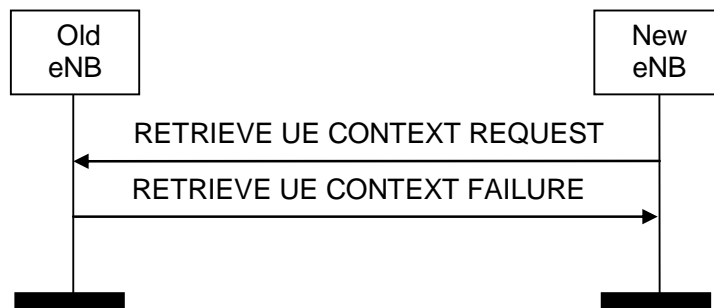 Old
eNB
New
eNB
RETRIEVE UE CONTEXT REQUEST
RETRIEVE UE CONTEXT FAILURE